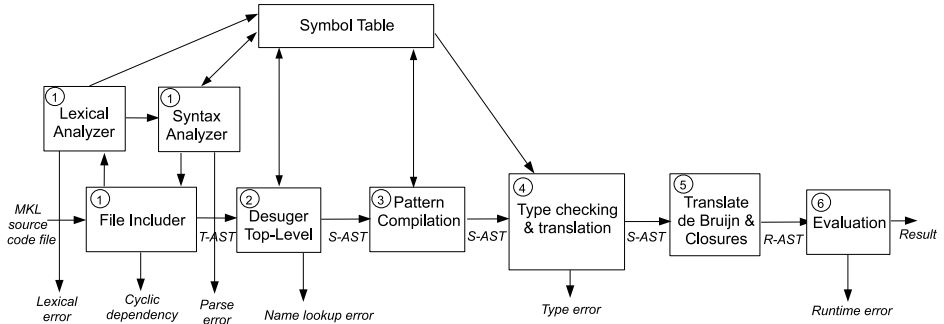 Symbol Table
1
Lexical
Analyzer
1
Syntax
Analyzer
MKL
source
code file
1
File Includer
T-AST
2
Desuger
Top-Level
S-AST
3
Pattern
Compilation
S-AST
4
Type checking
& translation
S-AST
5
Translate
de Bruijn &
Closures
R-AST
6
Evaluation
Result
Lexical
error
Cyclic
dependency
Parse
error
Name lookup error
Type error
Runtime error